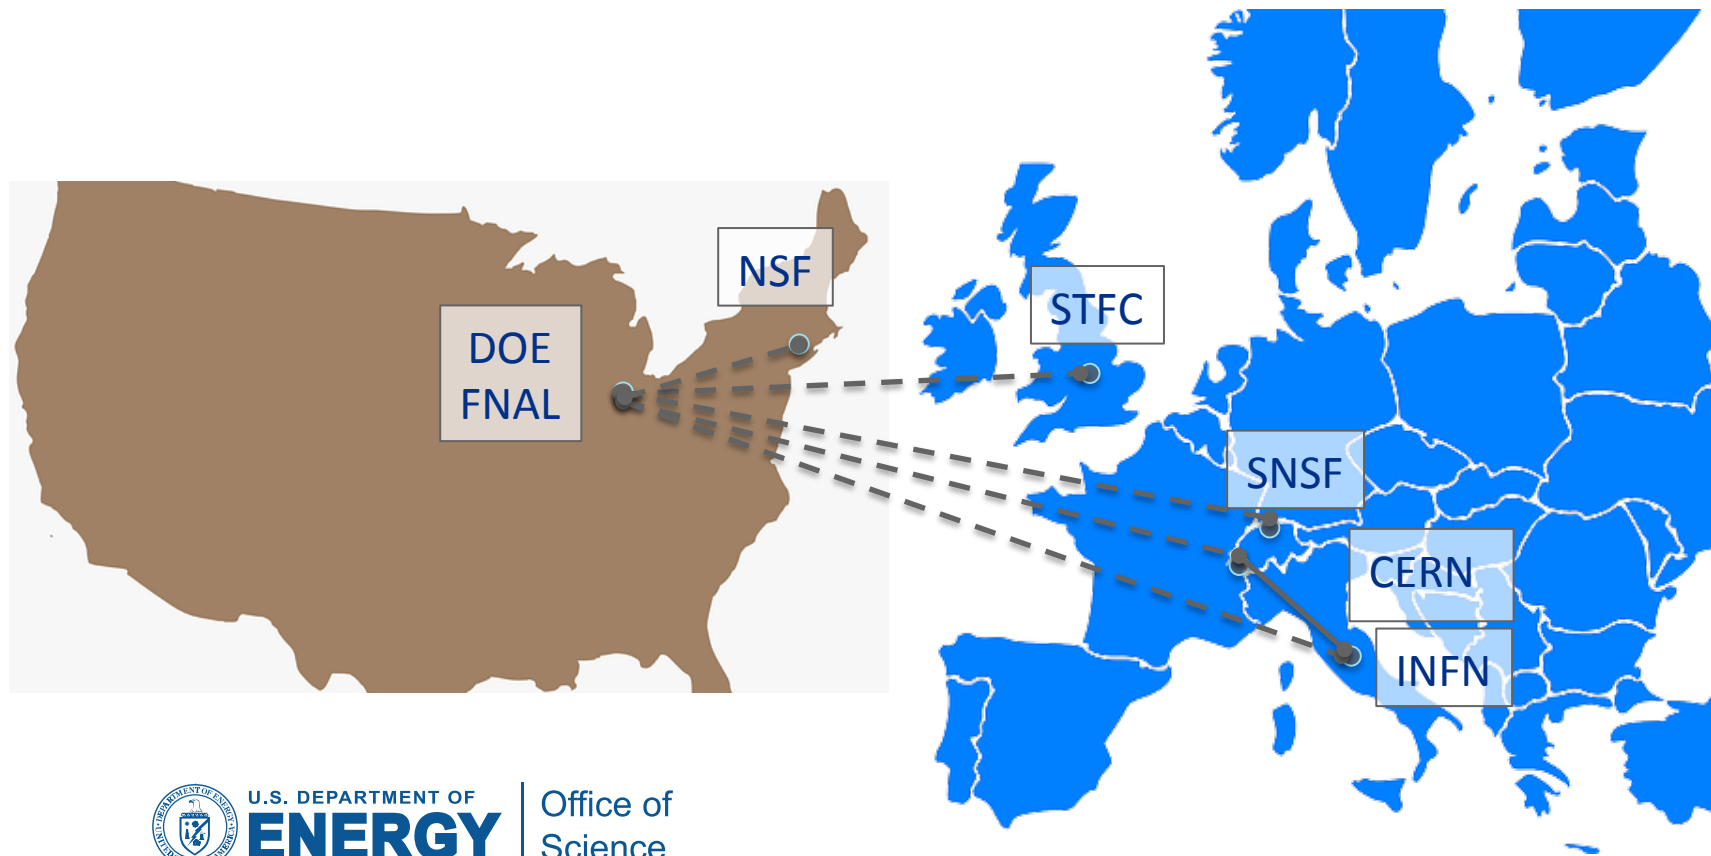 NSF
DOE
FNAL
STFC
SNSF
CERN
INFN
U.S. DEPARTMENT OF
ENERGY
Office of
Science